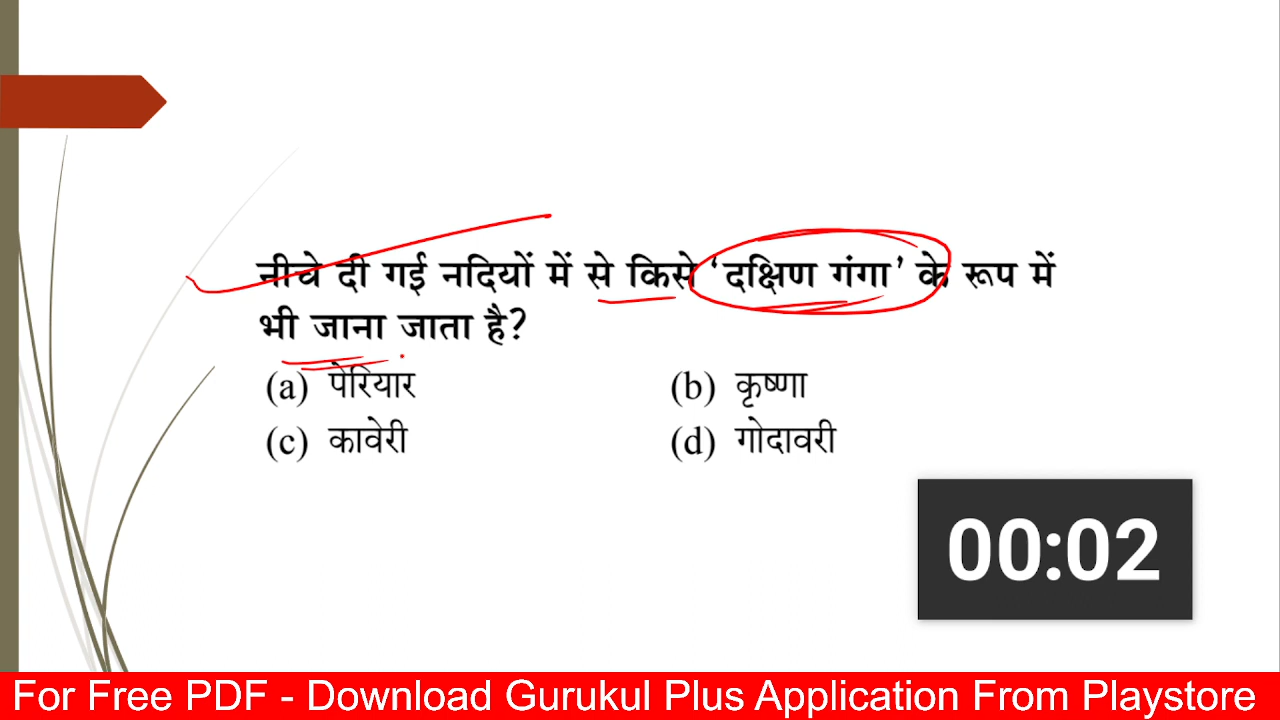 नीचे दी गई नदियों में से किसे ‘दक्षिण गंगा’ के रूप में
भी जाना जाता है?
(a) पेरियार (b) कृष्णा
(c) कावेरी (d) गोदावरी
00:02
For Free PDF - Download Gurukul Plus Application From Playstore